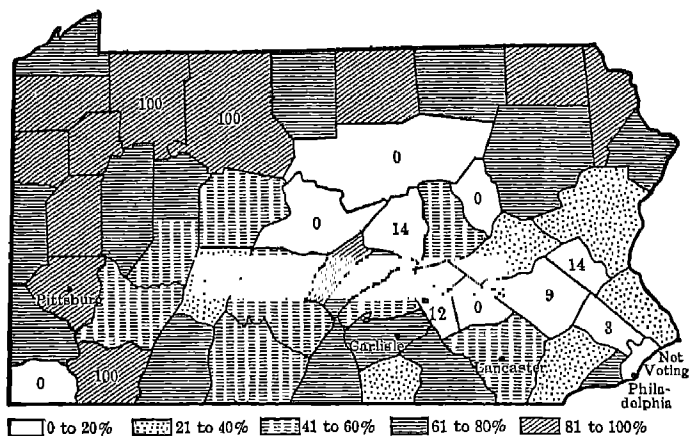 100
100
0
0
0
14
Pittsburg
14
9
12
0
3
Carlisle
Lancaster
0
100
Not
Voting
Phila-
delphia
0 to 20% 21 to 40% 41 to 60% 61 to 80% 81 to 100%